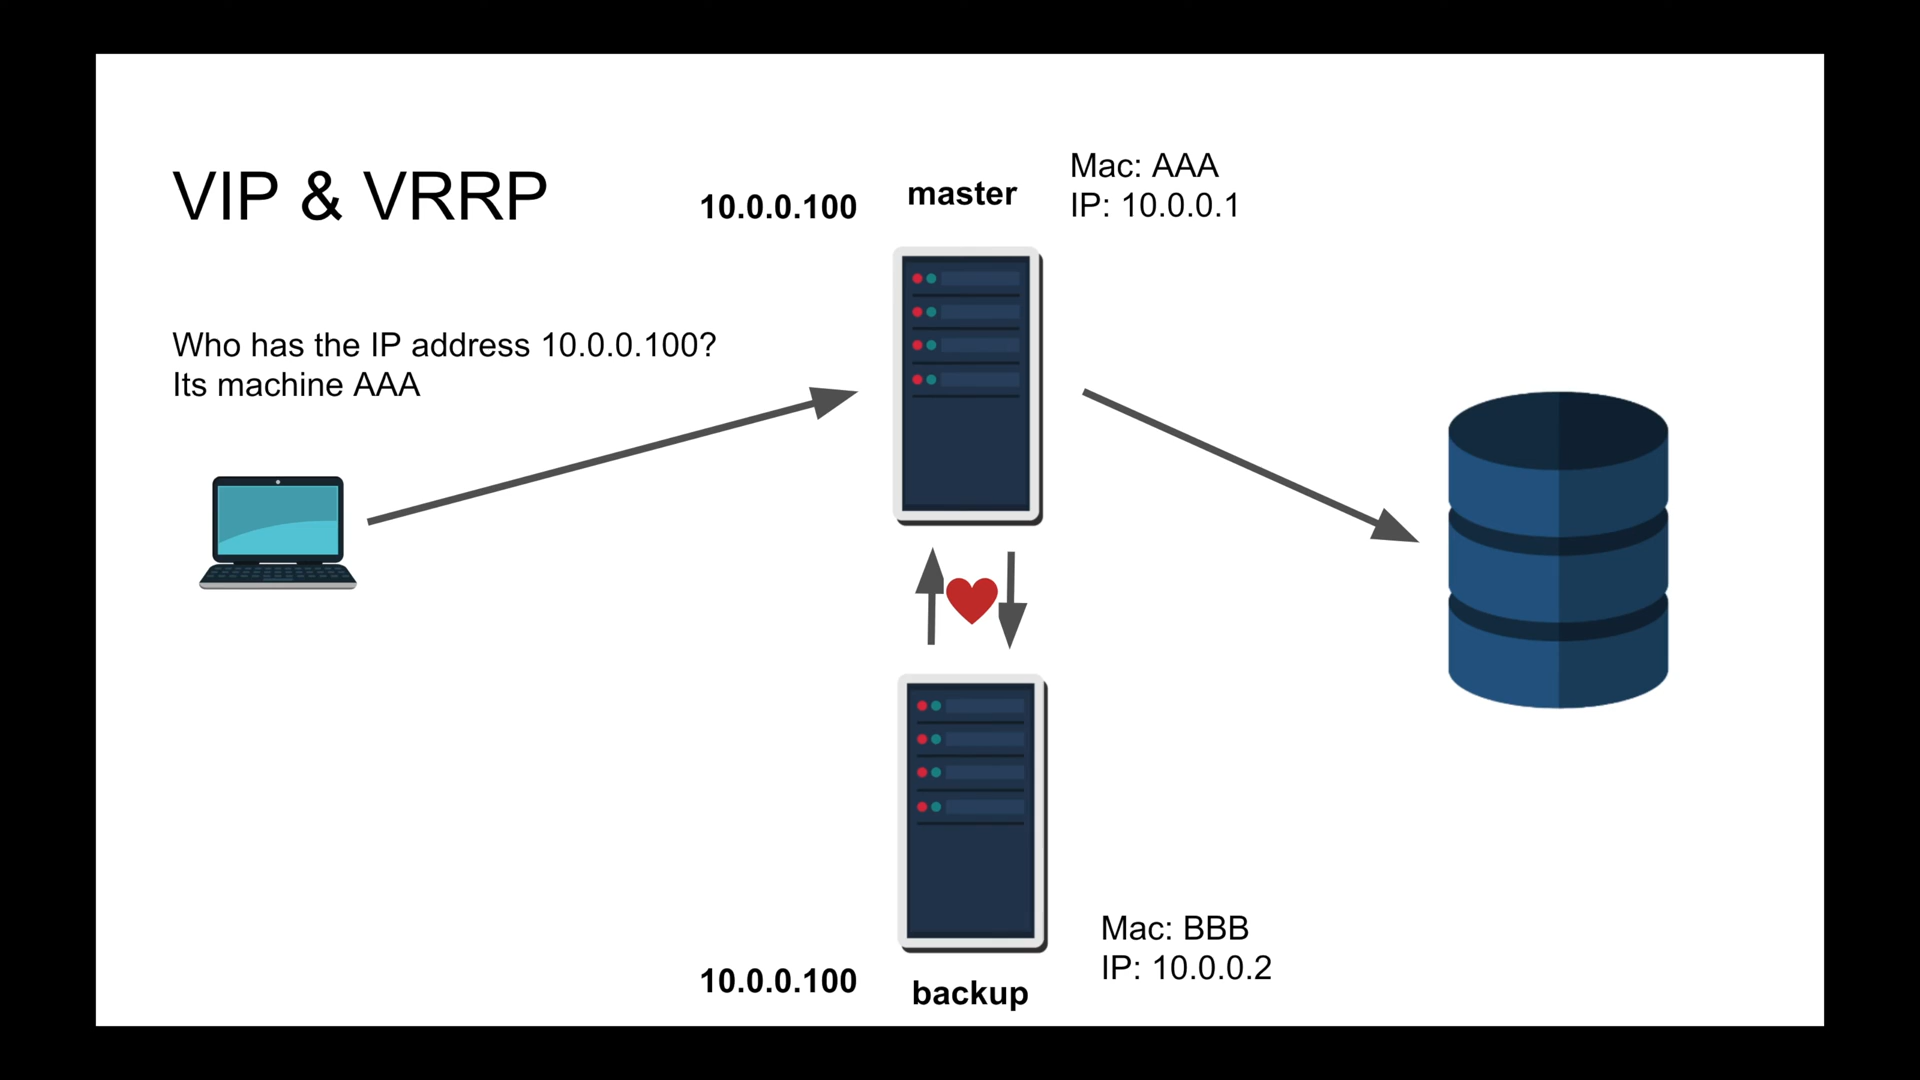 VIP & VRRP
10.0.0.100
master
Mac: AAA
IP: 10.0.0.1
Who has the IP address 10.0.0.100?
Its machine AAA
Mac: BBB
IP: 10.0.0.2
10.0.0.100
backup